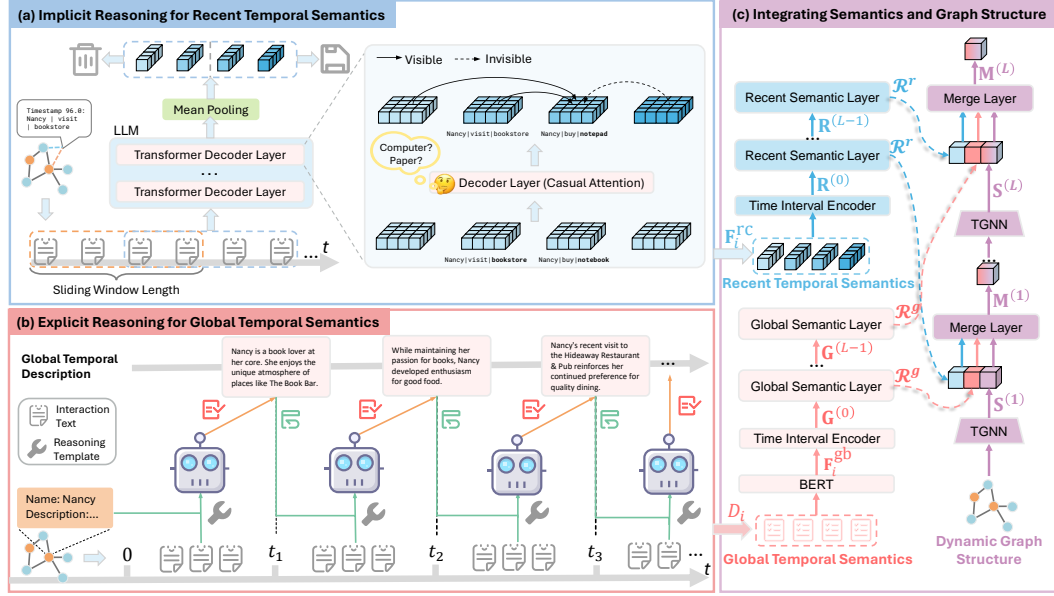 (a) Implicit Reasoning for Recent Temporal Semantics
Timestamp 96.0:
Nancy | visit
| bookstore
Mean Pooling
LLM
Transformer Decoder Layer
...
Transformer Decoder Layer
... t
Sliding Window Length
Visible
Invisible
Nancy|visit|bookstore
Nancy|buy|notepad
Computer?
Paper?
Decoder Layer (Casual Attention)
Nancy|visit|bookstore
Nancy|buy|notebook
(b) Explicit Reasoning for Global Temporal Semantics
Global Temporal
Description
Nancy is a book lover at
her core. She enjoys the
unique atmosphere of
places like The Book Bar.
While maintaining her
passion for books, Nancy
developed enthusiasm
for good food.
Nancy's recent visit to
the Hideaway Restaurant
& Pub reinforces her
continued preference for
quality dining.
...
Interaction
Text
Reasoning
Template
Name: Nancy
Description:...
0
t₁
t₂
t₃
...
t
(c) Integrating Semantics and Graph Structure
Recent Semantic Layer
R^(L−1)
...
Recent Semantic Layer
R^(0)
Time Interval Encoder
F_i^rc
Recent Temporal Semantics
ℛ^r
ℛ^r
Global Semantic Layer
G^(L−1)
...
Global Semantic Layer
G^(0)
Time Interval Encoder
F_i^gb
BERT
D_i
Global Temporal Semantics
ℛ^g
ℛ^g
M^(L)
Merge Layer
S^(L)
TGNN
...
M^(1)
Merge Layer
S^(1)
TGNN
Dynamic Graph
Structure